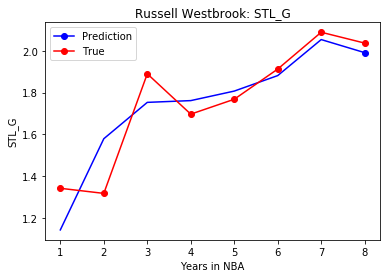 Russell Westbrook: STL_G
Prediction
True
STL_G
2.0
1.8
1.6
1.4
1.2
1 2 3 4 5 6 7 8
Years in NBA